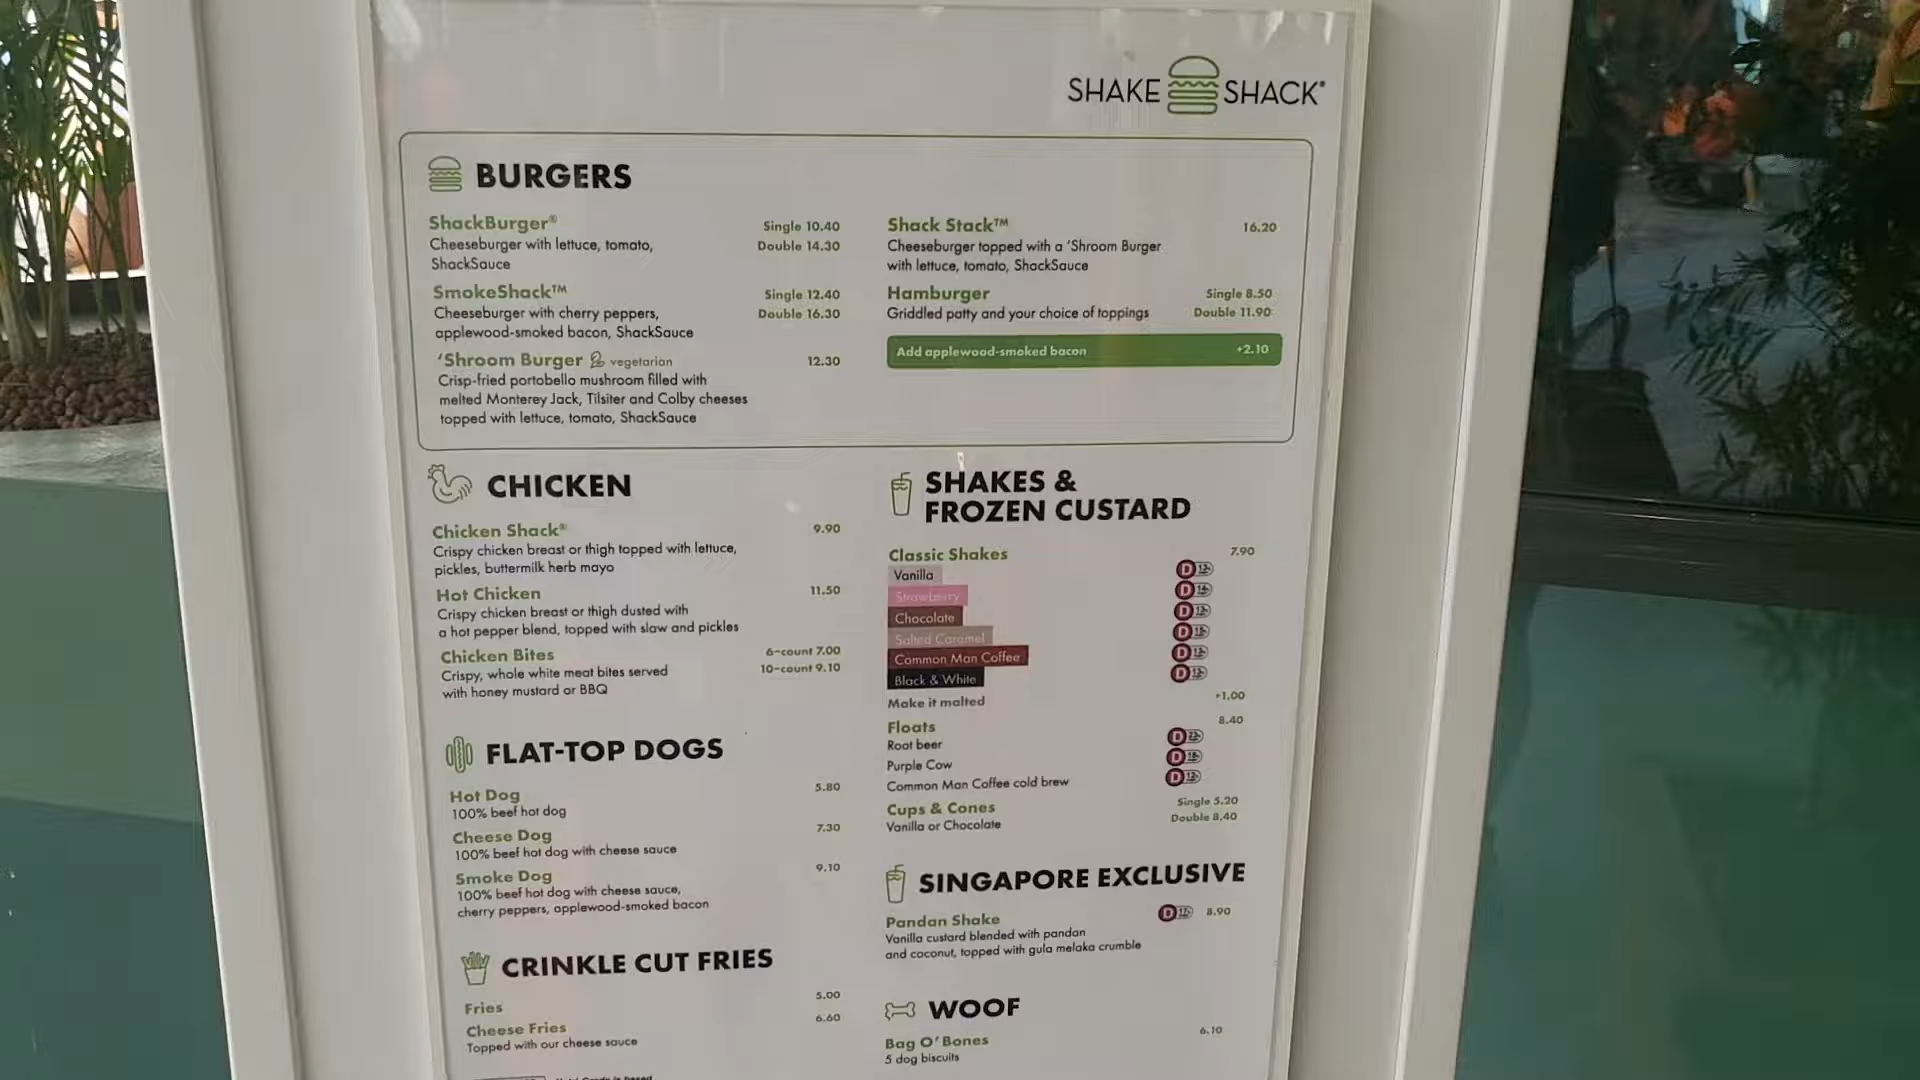 SHAKE SHACK
BURGERS
ShackBurger®
Single 10.40
Cheeseburger with lettuce, tomato,
Double 14.30
ShackSauce
SmokeShack™
Single 12.40
Cheeseburger with cherry peppers,
Double 16.30
applewood-smoked bacon, ShackSauce
'Shroom Burger vegetarian 12.30
Crisp-fried portobello mushroom filled with
melted Monterey Jack, Tilsiter and Colby cheeses
topped with lettuce, tomato, ShackSauce
Shack Stack™ 16.20
Cheeseburger topped with a 'Shroom Burger
with lettuce, tomato, ShackSauce
Hamburger Single 8.50
Griddled patty and your choice of toppings Double 11.90
Add applewood-smoked bacon +2.10
CHICKEN
Chicken Shack® 9.90
Crispy chicken breast or thigh topped with lettuce,
pickles, buttermilk herb mayo
Hot Chicken 11.50
Crispy chicken breast or thigh dusted with
a hot pepper blend, topped with slaw and pickles
Chicken Bites 6-count 7.00
Crispy, whole white meat bites served 10-count 9.10
with honey mustard or BBQ
FLAT-TOP DOGS
Hot Dog 5.80
100% beef hot dog
Cheese Dog 7.30
100% beef hot dog with cheese sauce
Smoke Dog 9.10
100% beef hot dog with cheese sauce,
cherry peppers, applewood-smoked bacon
CRINKLE CUT FRIES
Fries 5.00
Cheese Fries 6.60
Topped with our cheese sauce
SHAKES &
FROZEN CUSTARD
Classic Shakes 7.90
Vanilla D
Strawberry D
Chocolate D
Salted Caramel D
Common Man Coffee D
Black & White D
Make it malted +1.00
Floats 8.40
Root beer D
Purple Cow D
Common Man Coffee cold brew D
Cups & Cones Single 5.20
Vanilla or Chocolate Double 8.40
SINGAPORE EXCLUSIVE
Pandan Shake D 8.90
Vanilla custard blended with pandan
and coconut, topped with gula melaka crumble
WOOF
Bag O' Bones 6.10
5 dog biscuits